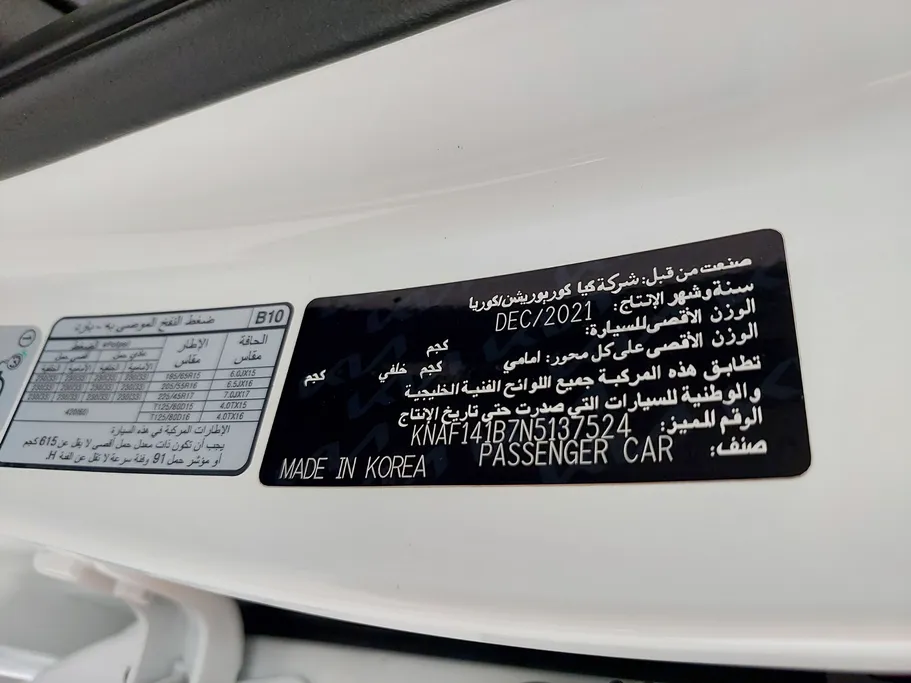 صنعت من قبل: شركة كيا كوربوريشن/كوريا
سنة وشهر الإنتاج: DEC/2021
الوزن الأقصى للسيارة: كجم
الوزن الأقصى على كل محور: امامي كجم خلفي كجم
تطابق هذه المركبة جميع اللوائح الفنية الخليجية
والوطنية للسيارات التي صدرت حتى تاريخ الإنتاج
الرقم المميز: KNAF141B7N5137524
صنف: PASSENGER CAR
MADE IN KOREA
B10 ضغط النفخ الموصى به - بارد
الحافة مقاس
الإطار مقاس
6.0JX15 195/65R15
6.5JX16 205/55R16
7.0JX17 225/45R17
4.0TX15 T125/80D15
4.0TX16 T125/80D16
420(60)
الإطارات المركبة في هذه السيارة
يجب أن تكون ذات معدل حمل أقصى لا يقل عن 615 كجم
أو مؤشر حمل 91 وفئة سرعة لا تقل عن الفئة H.